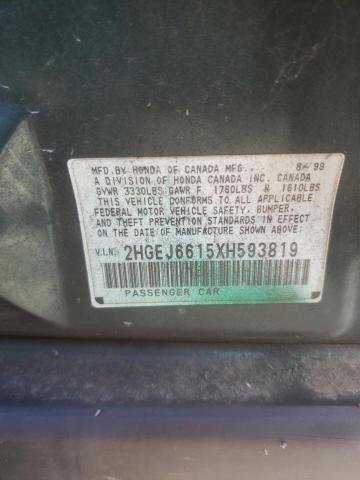 MFD. BY HONDA OF CANADA MFG., 8/99
A DIVISION OF HONDA CANADA INC. CANADA
GVWR 3330LBS GAWR F 1760LBS R 1610LBS
THIS VEHICLE CONFORMS TO ALL APPLICABLE
FEDERAL MOTOR VEHICLE SAFETY, BUMPER,
AND THEFT PREVENTION STANDARDS IN EFFECT
ON THE DATE OF MANUFACTURE SHOWN ABOVE.
V.I.N. 2HGEJ6615XH593819
PASSENGER CAR